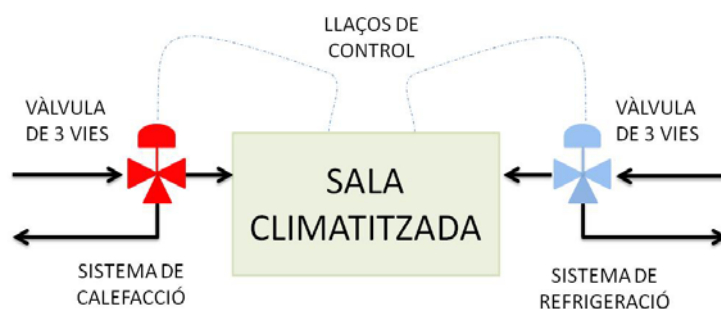 LLAÇOS DE
CONTROL
VÀLVULA
DE 3 VIES
VÀLVULA
DE 3 VIES
SALA
CLIMATITZADA
SISTEMA DE
CALEFACCIÓ
SISTEMA DE
REFRIGERACIÓ